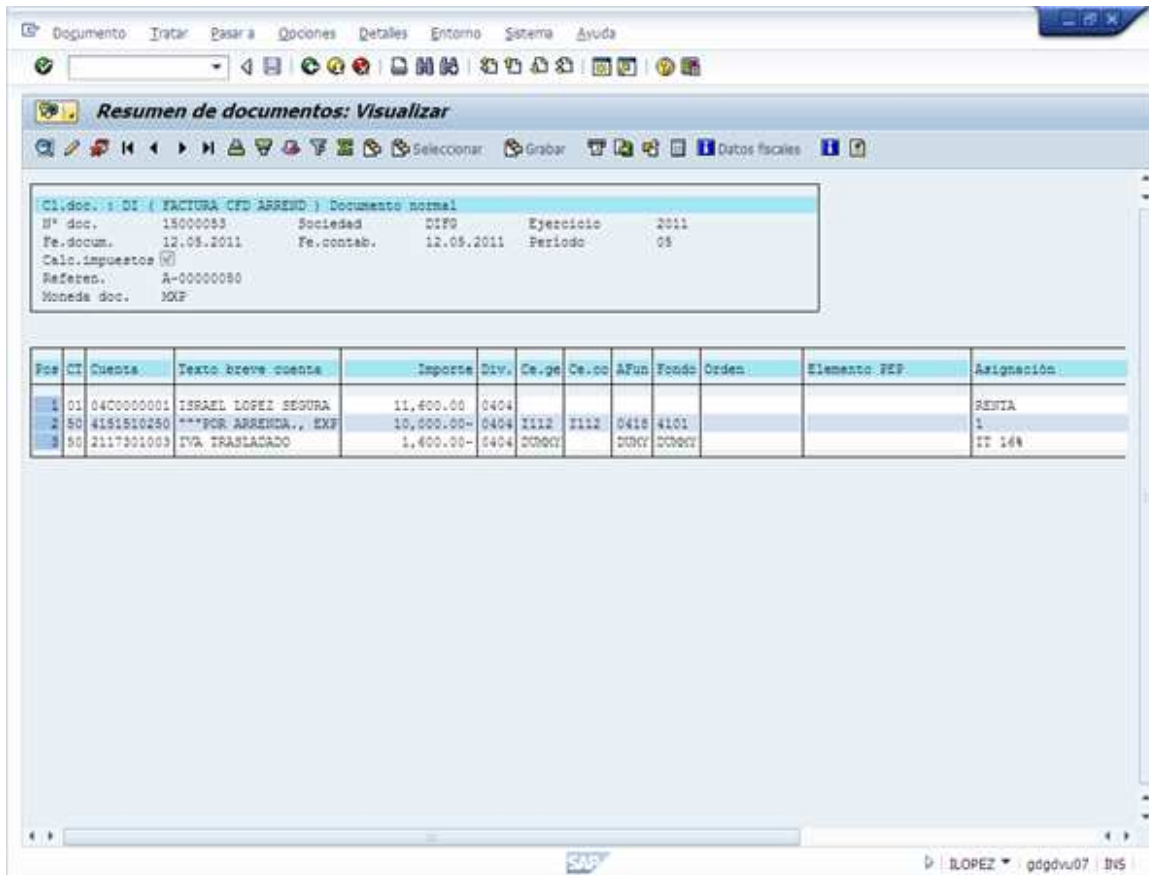 Documento Tratar Pasar a Opciones Detalles Entorno Sistema Ayuda
Resumen de documentos: Visualizar
Seleccionar Grabar Datos fiscales
Cl.doc. : DI ( FACTURA CFD ARREND ) Documento normal
Nº doc. 15000053 Sociedad Ejercicio 2011
Fe.docum. 12.05.2011 Fe.contab. 12.05.2011 Periodo 05
Calc.impuestos
Referen. A-00000050
Moneda doc. MXP
Pos CT Cuenta Texto breve cuenta Importe Div. Ce.ge Ce.co AFun Fondo Orden Elemento PEP Asignación
1 01 04C0000001 ISRAEL LOPEZ SEGURA 11,600.00 0404 RENTA
2 50 4151510250 ***POR ARRENDA., EXP 10,000.00- 0404 0418 4101 1
3 50 2117301003 IVA TRASLADADO 1,600.00- 0404 DUMMY DUMY DUMMY IT 16%
SAP
ILOPEZ gdgdvu07 INS